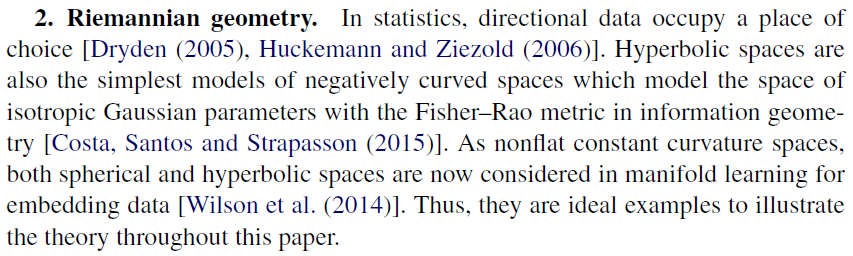 2. Riemannian geometry. In statistics, directional data occupy a place of
choice [Dryden (2005), Huckemann and Ziezold (2006)]. Hyperbolic spaces are
also the simplest models of negatively curved spaces which model the space of
isotropic Gaussian parameters with the Fisher–Rao metric in information geome-
try [Costa, Santos and Strapasson (2015)]. As nonflat constant curvature spaces,
both spherical and hyperbolic spaces are now considered in manifold learning for
embedding data [Wilson et al. (2014)]. Thus, they are ideal examples to illustrate
the theory throughout this paper.